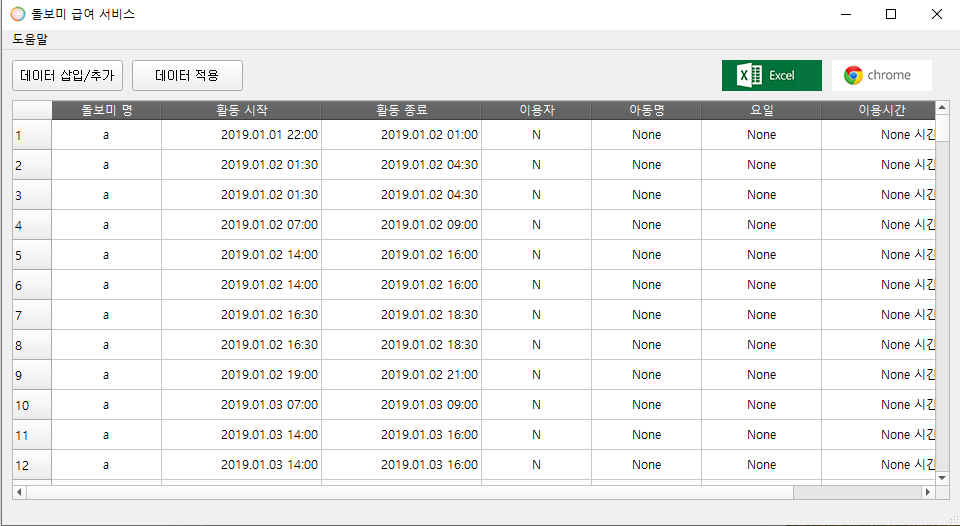 돌보미 급여 서비스
도움말
데이터 삽입/추가 데이터 적용 Excel chrome
돌보미 명 활동 시작 활동 종료 이용자 아동명 요일 이용시간
1 a 2019.01.01 22:00 2019.01.02 01:00 N None None None 시간
2 a 2019.01.02 01:30 2019.01.02 04:30 N None None None 시간
3 a 2019.01.02 01:30 2019.01.02 04:30 N None None None 시간
4 a 2019.01.02 07:00 2019.01.02 09:00 N None None None 시간
5 a 2019.01.02 14:00 2019.01.02 16:00 N None None None 시간
6 a 2019.01.02 14:00 2019.01.02 16:00 N None None None 시간
7 a 2019.01.02 16:30 2019.01.02 18:30 N None None None 시간
8 a 2019.01.02 16:30 2019.01.02 18:30 N None None None 시간
9 a 2019.01.02 19:00 2019.01.02 21:00 N None None None 시간
10 a 2019.01.03 07:00 2019.01.03 09:00 N None None None 시간
11 a 2019.01.03 14:00 2019.01.03 16:00 N None None None 시간
12 a 2019.01.03 14:00 2019.01.03 16:00 N None None None 시간